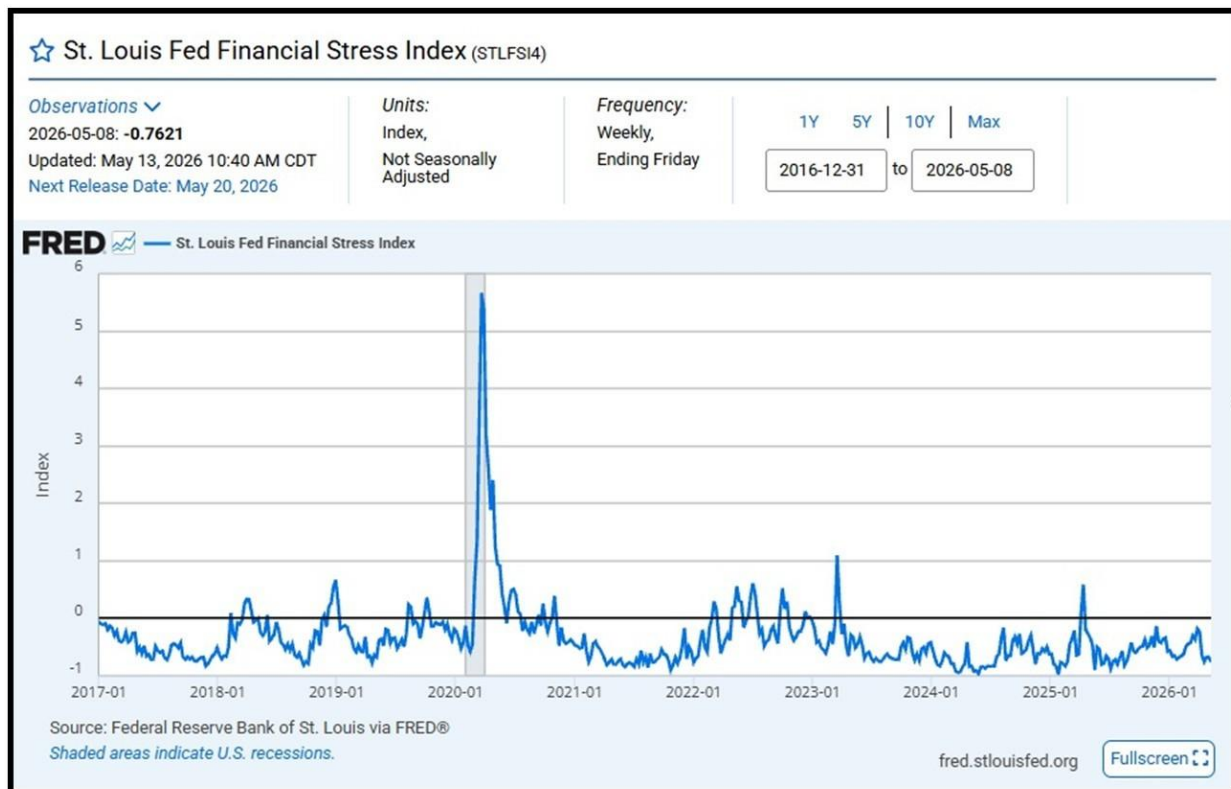 St. Louis Fed Financial Stress Index (STLFSI4)
Observations
2026-05-08: -0.7621
Updated: May 13, 2026 10:40 AM CDT
Next Release Date: May 20, 2026
Units:
Index,
Not Seasonally
Adjusted
Frequency:
Weekly,
Ending Friday
1Y 5Y 10Y Max
2016-12-31 to 2026-05-08
FRED St. Louis Fed Financial Stress Index
6
5
4
3
2
1
0
-1
Index
2017-01 2018-01 2019-01 2020-01 2021-01 2022-01 2023-01 2024-01 2025-01 2026-01
Source: Federal Reserve Bank of St. Louis via FRED®
Shaded areas indicate U.S. recessions.
fred.stlouisfed.org Fullscreen